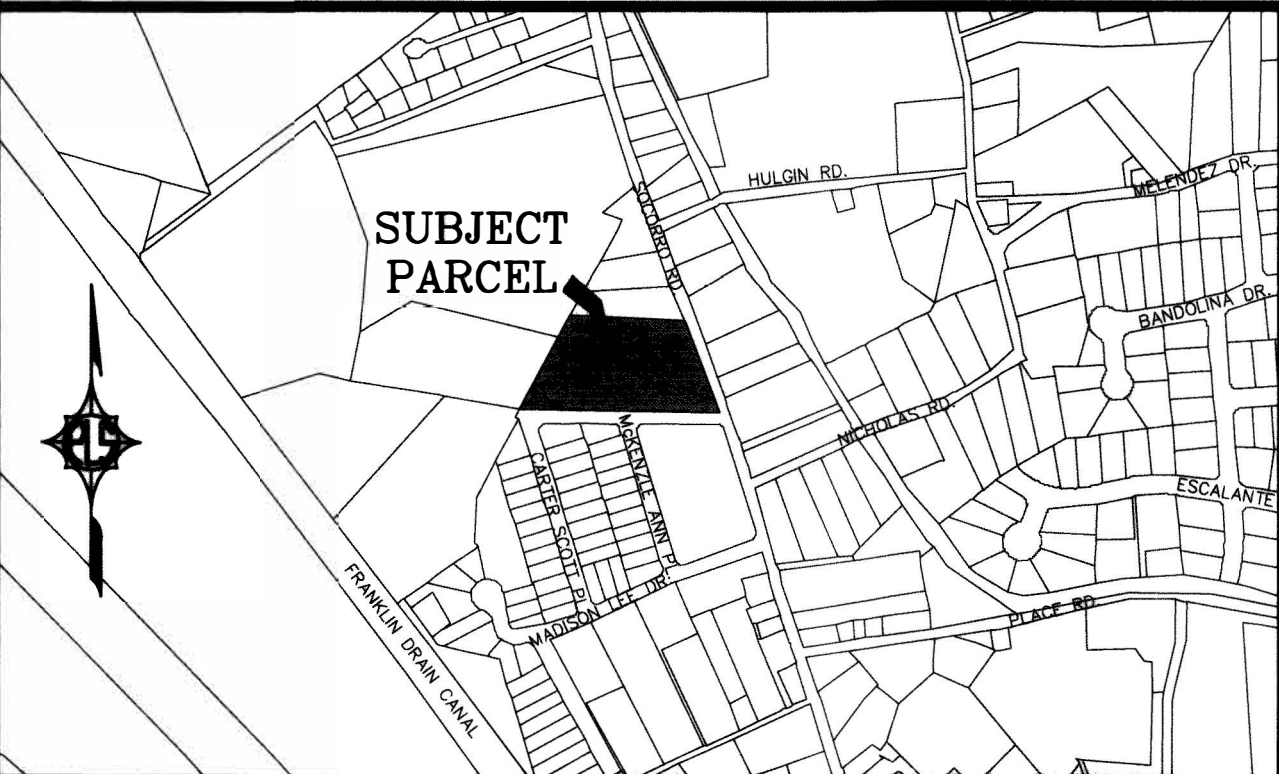 HULGIN RD.
MELENDEZ DR.
SOCORRO RD
SUBJECT
PARCEL
BANDOLINA DR.
NICHOLAS RD.
McKENZLE ANN PL.
CARTER SCOTT PL
ESCALANTE
FRANKLIN DRAIN CANAL
MADISON LEE DR.
PLACE RD.